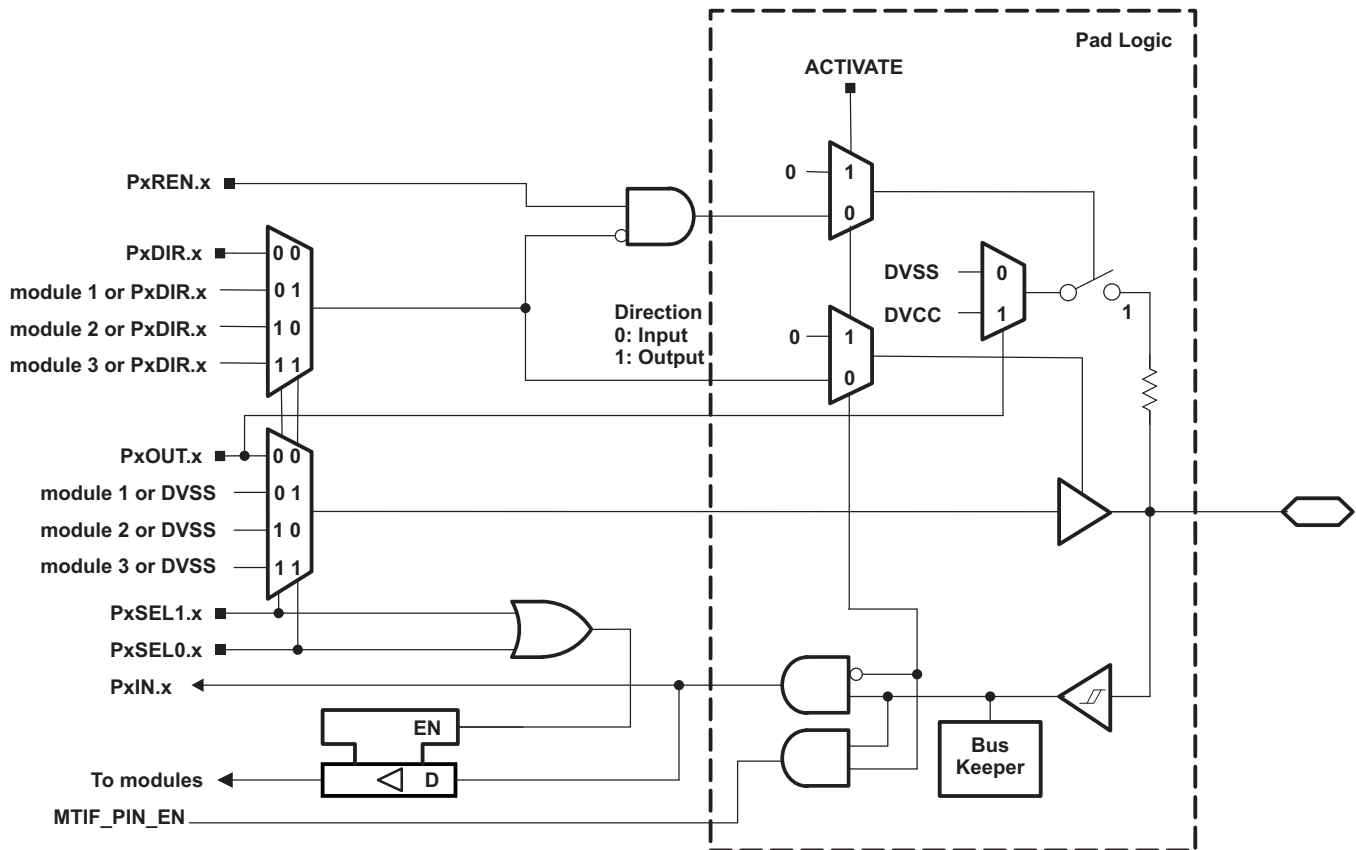 Pad Logic
ACTIVATE
PxREN.x
0
1
0
PxDIR.x
0 0
module 1 or PxDIR.x
0 1
module 2 or PxDIR.x
1 0
module 3 or PxDIR.x
1 1
Direction
0: Input
1: Output
0
1
0
DVSS
0
DVCC
1
1
PxOUT.x
0 0
module 1 or DVSS
0 1
module 2 or DVSS
1 0
module 3 or DVSS
1 1
PxSEL1.x
PxSEL0.x
PxIN.x
EN
D
To modules
Bus
Keeper
MTIF_PIN_EN